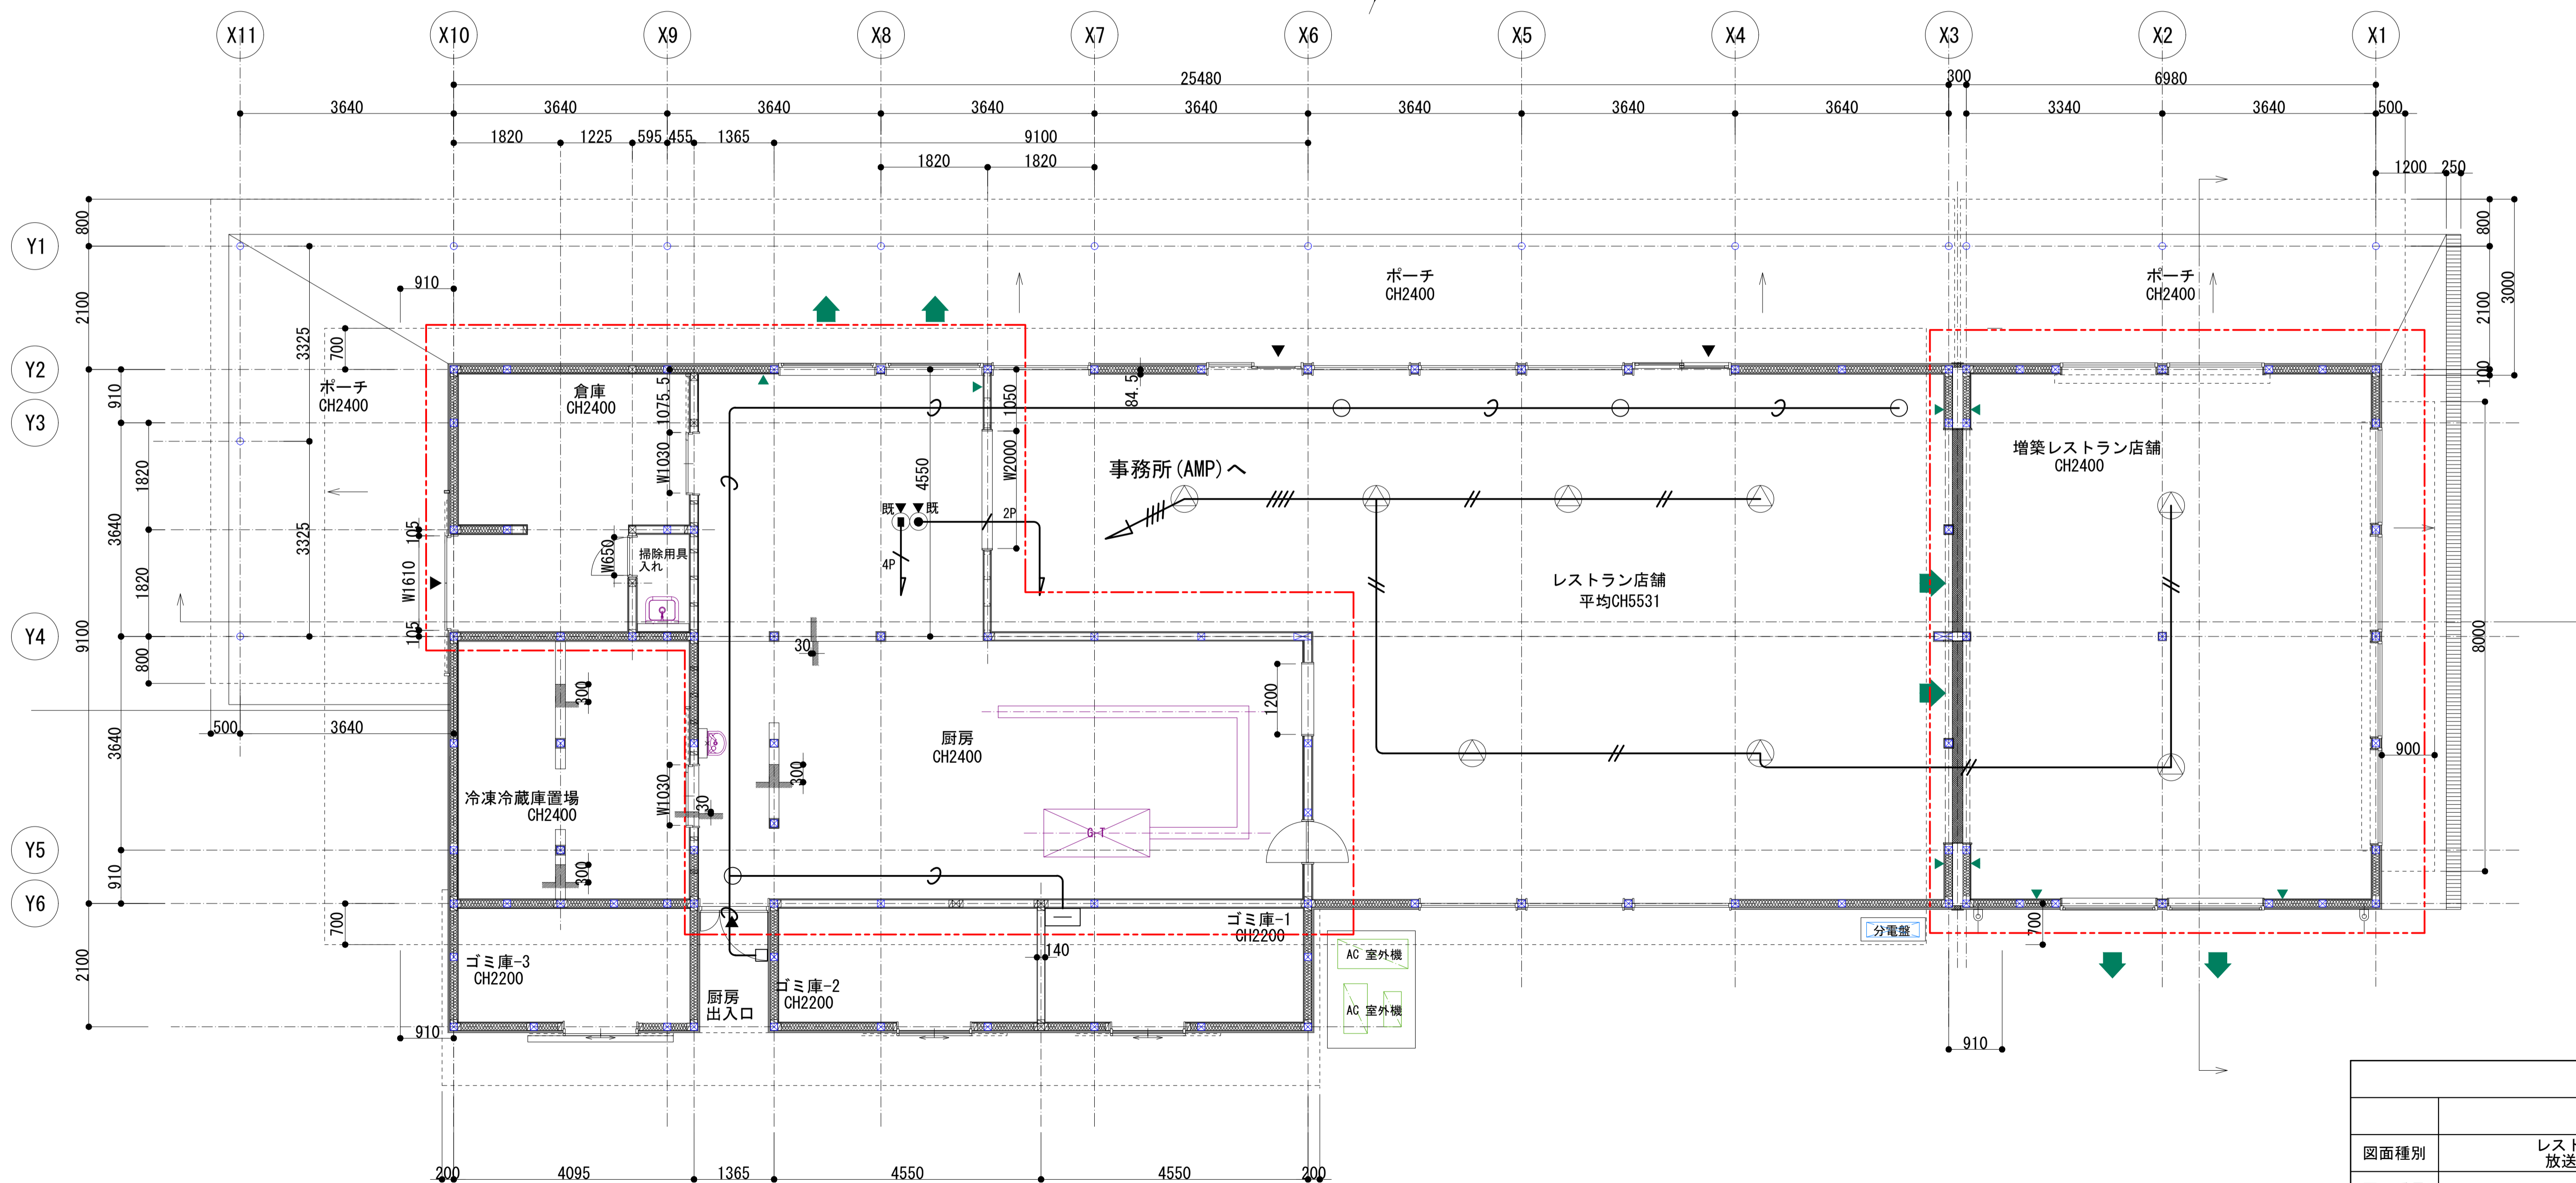 X11
X10
X9
X8
X7
X6
X5
X4
X3
X2
X1
25480
300
6980
3640
3640
3640
3640
3640
3640
3640
3640
3340
3640
500
1820
1225
595
455
1365
9100
1820
1820
1200
250
800
Y1
2100
910
3325
700
ポーチ
CH2400
ポーチ
CH2400
800
2100
3000
100
Y2
910
Y3
ポーチ
CH2400
倉庫
CH2400
1075.5
W1030
1050
W2000
84.5
4550
事務所(AMP)へ
増築レストラン店舗
CH2400
1820
3640
1820
3325
105
W1610
105
W650
掃除用具
入れ
既
既
4P
2P
レストラン店舗
平均CH5531
Y4
9100
800
500
3640
3640
30
300
1200
8000
900
厨房
CH2400
300
W1030
30
冷凍冷蔵庫置場
CH2400
G-T
300
Y5
910
Y6
700
2100
910
ゴミ庫-3
CH2200
厨房
出入口
ゴミ庫-2
CH2200
140
ゴミ庫-1
CH2200
AC 室外機
AC 室外機
分電盤
700
910
200
4095
1365
4550
4550
200
図面種別
レスト
放送